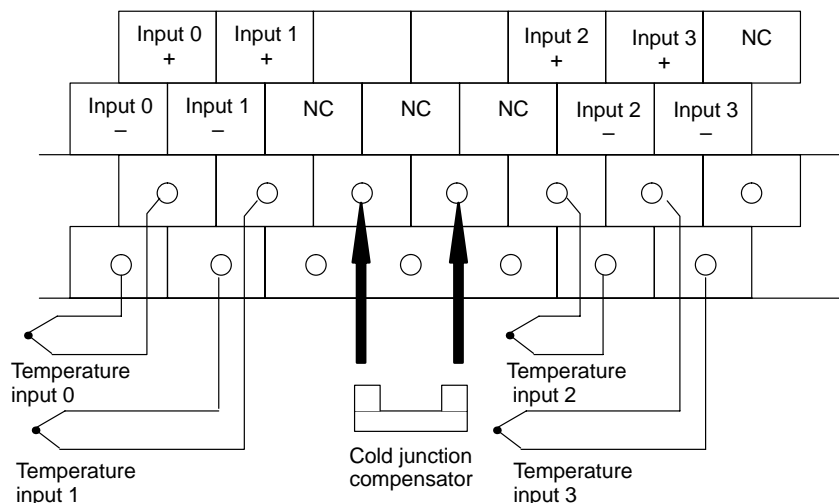 Input 0
+
Input 1
+
Input 2
+
Input 3
+
NC
Input 0
–
Input 1
–
NC
NC
NC
Input 2
–
Input 3
–
Temperature
input 0
Temperature
input 2
Temperature
input 1
Cold junction
compensator
Temperature
input 3